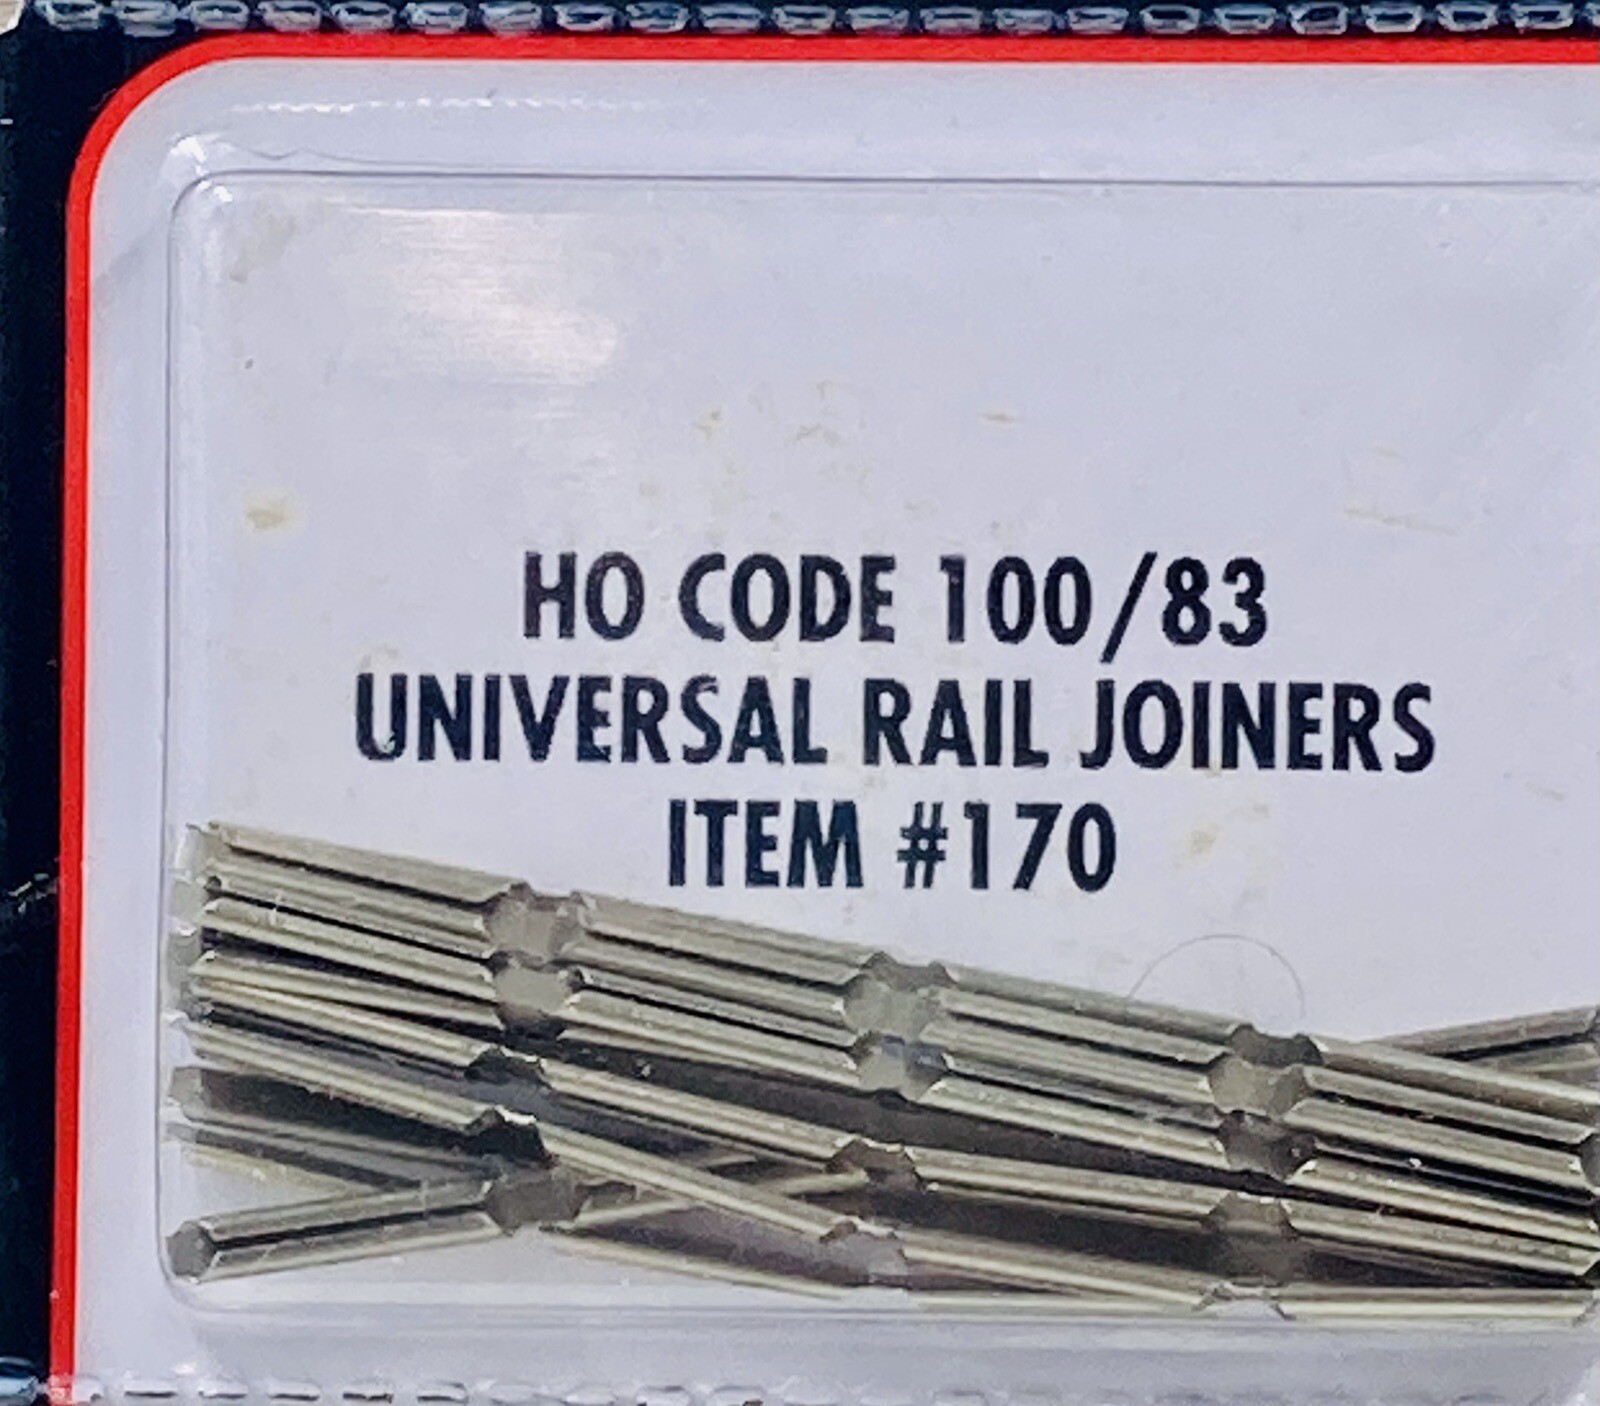 HO CODE 100/83
UNIVERSAL RAIL JOINERS
ITEM #170